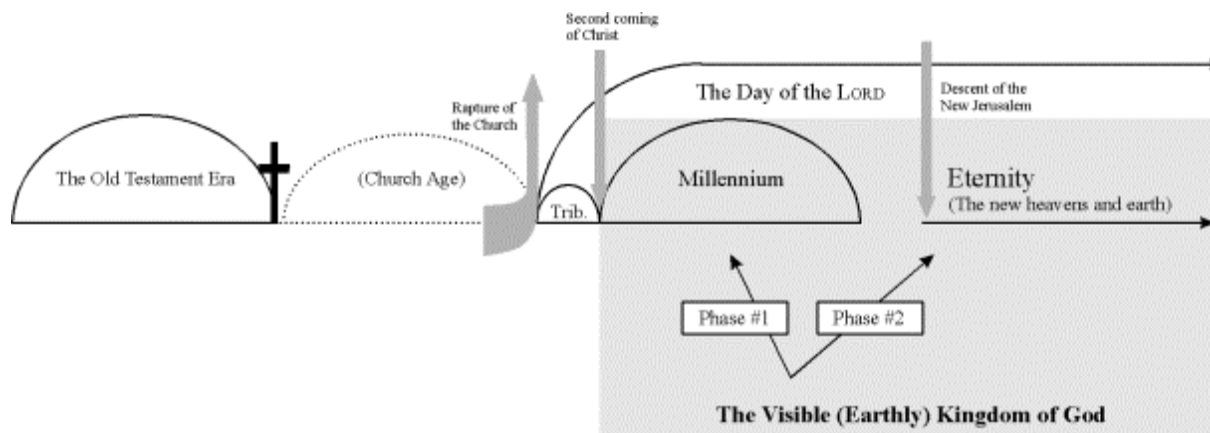 Second coming
of Christ
The Day of the LORD
Rapture of
the Church
Descent of the
New Jerusalem
The Old Testament Era
(Church Age)
Trib.
Millennium
Eternity
(The new heavens and earth)
Phase #1
Phase #2
The Visible (Earthly) Kingdom of God